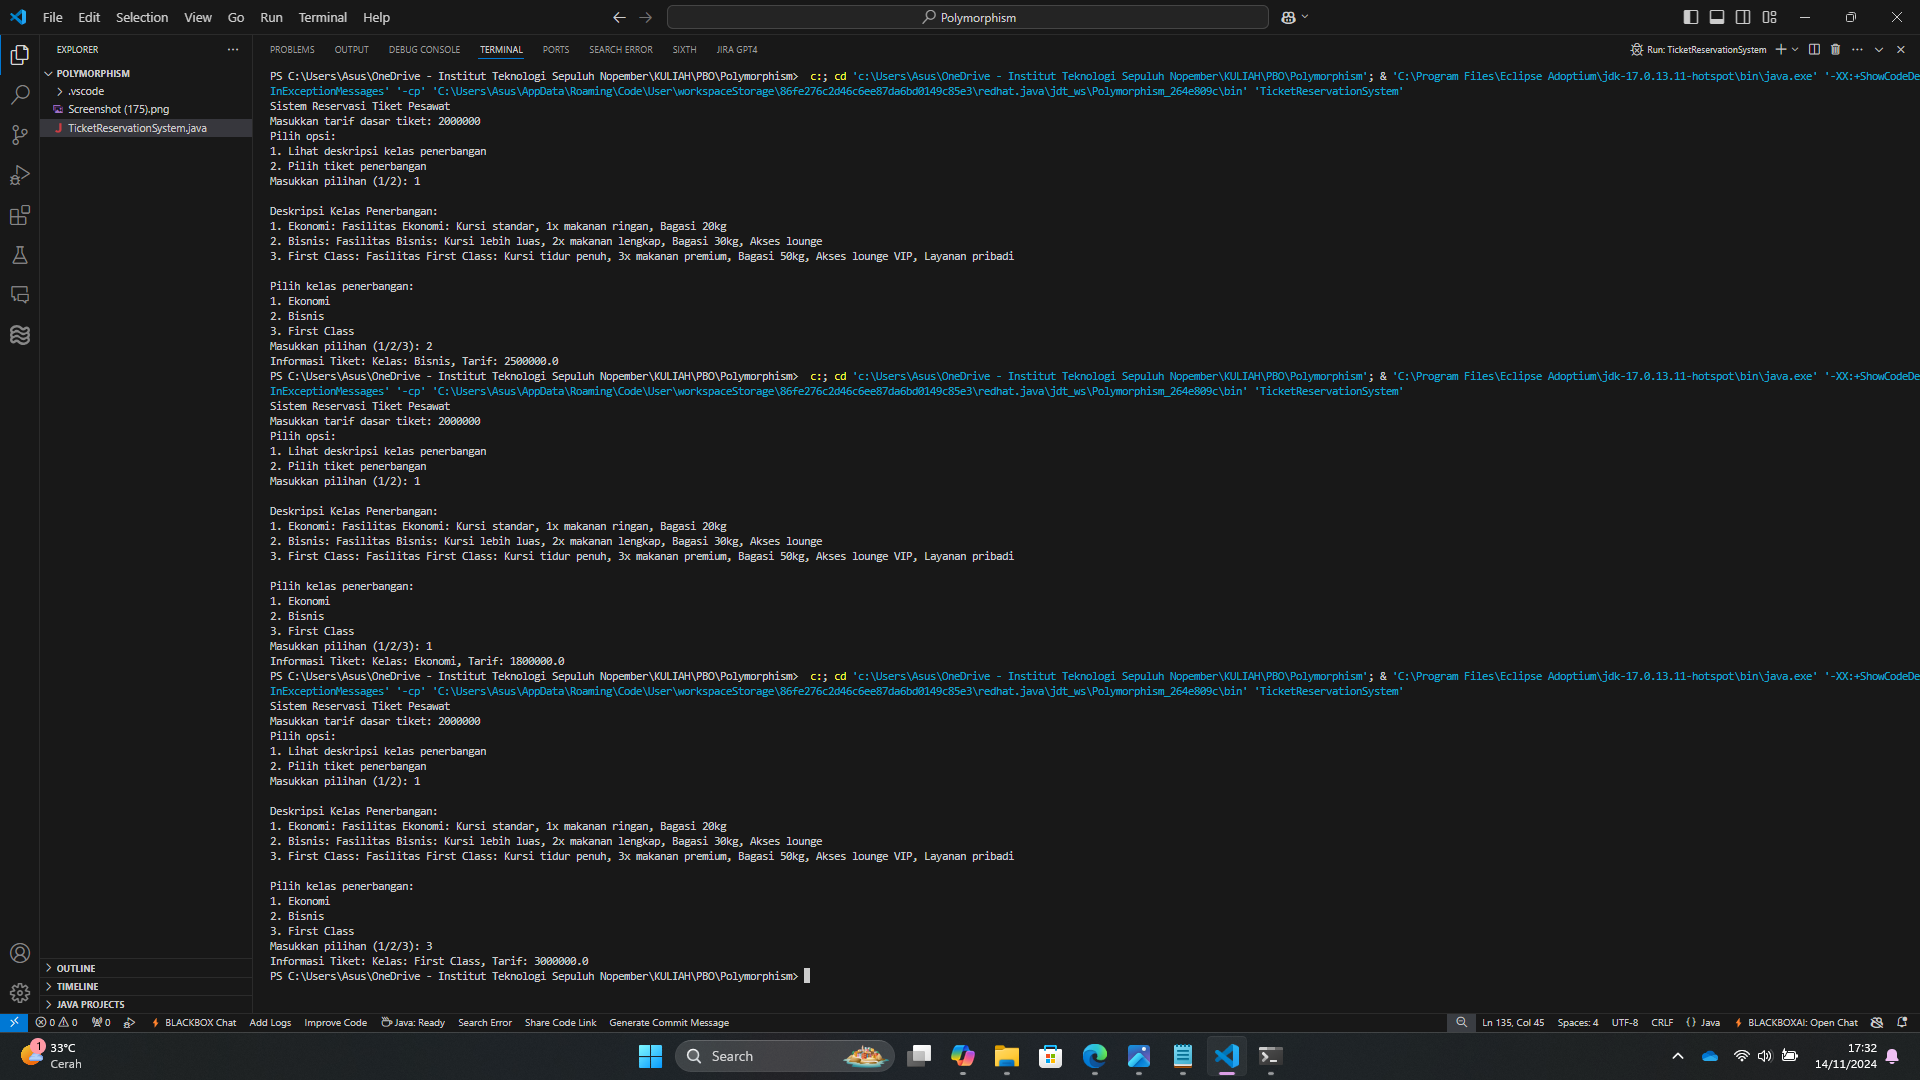 File Edit Selection View Go Run Terminal Help
Polymorphism
EXPLORER
POLYMORPHISM
.vscode
Screenshot (175).png
J TicketReservationSystem.java
OUTLINE
TIMELINE
JAVA PROJECTS
PROBLEMS OUTPUT DEBUG CONSOLE TERMINAL PORTS SEARCH ERROR SIXTH JIRA GPT4
Run: TicketReservationSystem
PS C:\Users\Asus\OneDrive - Institut Teknologi Sepuluh Nopember\KULIAH\PBO\Polymorphism> c:; cd 'c:\Users\Asus\OneDrive - Institut Teknologi Sepuluh Nopember\KULIAH\PBO\Polymorphism'; & 'C:\Program Files\Eclipse Adoptium\jdk-17.0.13.11-hotspot\bin\java.exe' '-XX:+ShowCodeDe
InExceptionMessages' '-cp' 'C:\Users\Asus\AppData\Roaming\Code\User\workspaceStorage\86fe276c2d46c6ee87da6bd0149c85e3\redhat.java\jdt_ws\Polymorphism_264e809c\bin' 'TicketReservationSystem'
Sistem Reservasi Tiket Pesawat
Masukkan tarif dasar tiket: 2000000
Pilih opsi:
1. Lihat deskripsi kelas penerbangan
2. Pilih tiket penerbangan
Masukkan pilihan (1/2): 1
Deskripsi Kelas Penerbangan:
1. Ekonomi: Fasilitas Ekonomi: Kursi standar, 1x makanan ringan, Bagasi 20kg
2. Bisnis: Fasilitas Bisnis: Kursi lebih luas, 2x makanan lengkap, Bagasi 30kg, Akses lounge
3. First Class: Fasilitas First Class: Kursi tidur penuh, 3x makanan premium, Bagasi 50kg, Akses lounge VIP, Layanan pribadi
Pilih kelas penerbangan:
1. Ekonomi
2. Bisnis
3. First Class
Masukkan pilihan (1/2/3): 2
Informasi Tiket: Kelas: Bisnis, Tarif: 2500000.0
PS C:\Users\Asus\OneDrive - Institut Teknologi Sepuluh Nopember\KULIAH\PBO\Polymorphism> c:; cd 'c:\Users\Asus\OneDrive - Institut Teknologi Sepuluh Nopember\KULIAH\PBO\Polymorphism'; & 'C:\Program Files\Eclipse Adoptium\jdk-17.0.13.11-hotspot\bin\java.exe' '-XX:+ShowCodeDe
InExceptionMessages' '-cp' 'C:\Users\Asus\AppData\Roaming\Code\User\workspaceStorage\86fe276c2d46c6ee87da6bd0149c85e3\redhat.java\jdt_ws\Polymorphism_264e809c\bin' 'TicketReservationSystem'
Sistem Reservasi Tiket Pesawat
Masukkan tarif dasar tiket: 2000000
Pilih opsi:
1. Lihat deskripsi kelas penerbangan
2. Pilih tiket penerbangan
Masukkan pilihan (1/2): 1
Deskripsi Kelas Penerbangan:
1. Ekonomi: Fasilitas Ekonomi: Kursi standar, 1x makanan ringan, Bagasi 20kg
2. Bisnis: Fasilitas Bisnis: Kursi lebih luas, 2x makanan lengkap, Bagasi 30kg, Akses lounge
3. First Class: Fasilitas First Class: Kursi tidur penuh, 3x makanan premium, Bagasi 50kg, Akses lounge VIP, Layanan pribadi
Pilih kelas penerbangan:
1. Ekonomi
2. Bisnis
3. First Class
Masukkan pilihan (1/2/3): 1
Informasi Tiket: Kelas: Ekonomi, Tarif: 1800000.0
PS C:\Users\Asus\OneDrive - Institut Teknologi Sepuluh Nopember\KULIAH\PBO\Polymorphism> c:; cd 'c:\Users\Asus\OneDrive - Institut Teknologi Sepuluh Nopember\KULIAH\PBO\Polymorphism'; & 'C:\Program Files\Eclipse Adoptium\jdk-17.0.13.11-hotspot\bin\java.exe' '-XX:+ShowCodeDe
InExceptionMessages' '-cp' 'C:\Users\Asus\AppData\Roaming\Code\User\workspaceStorage\86fe276c2d46c6ee87da6bd0149c85e3\redhat.java\jdt_ws\Polymorphism_264e809c\bin' 'TicketReservationSystem'
Sistem Reservasi Tiket Pesawat
Masukkan tarif dasar tiket: 2000000
Pilih opsi:
1. Lihat deskripsi kelas penerbangan
2. Pilih tiket penerbangan
Masukkan pilihan (1/2): 1
Deskripsi Kelas Penerbangan:
1. Ekonomi: Fasilitas Ekonomi: Kursi standar, 1x makanan ringan, Bagasi 20kg
2. Bisnis: Fasilitas Bisnis: Kursi lebih luas, 2x makanan lengkap, Bagasi 30kg, Akses lounge
3. First Class: Fasilitas First Class: Kursi tidur penuh, 3x makanan premium, Bagasi 50kg, Akses lounge VIP, Layanan pribadi
Pilih kelas penerbangan:
1. Ekonomi
2. Bisnis
3. First Class
Masukkan pilihan (1/2/3): 3
Informasi Tiket: Kelas: First Class, Tarif: 3000000.0
PS C:\Users\Asus\OneDrive - Institut Teknologi Sepuluh Nopember\KULIAH\PBO\Polymorphism>
0 0 0 BLACKBOX Chat Add Logs Improve Code Java: Ready Search Error Share Code Link Generate Commit Message
Ln 135, Col 45 Spaces: 4 UTF-8 CRLF {} Java BLACKBOXAI: Open Chat
1
33°C
Cerah
Search
17:32
14/11/2024